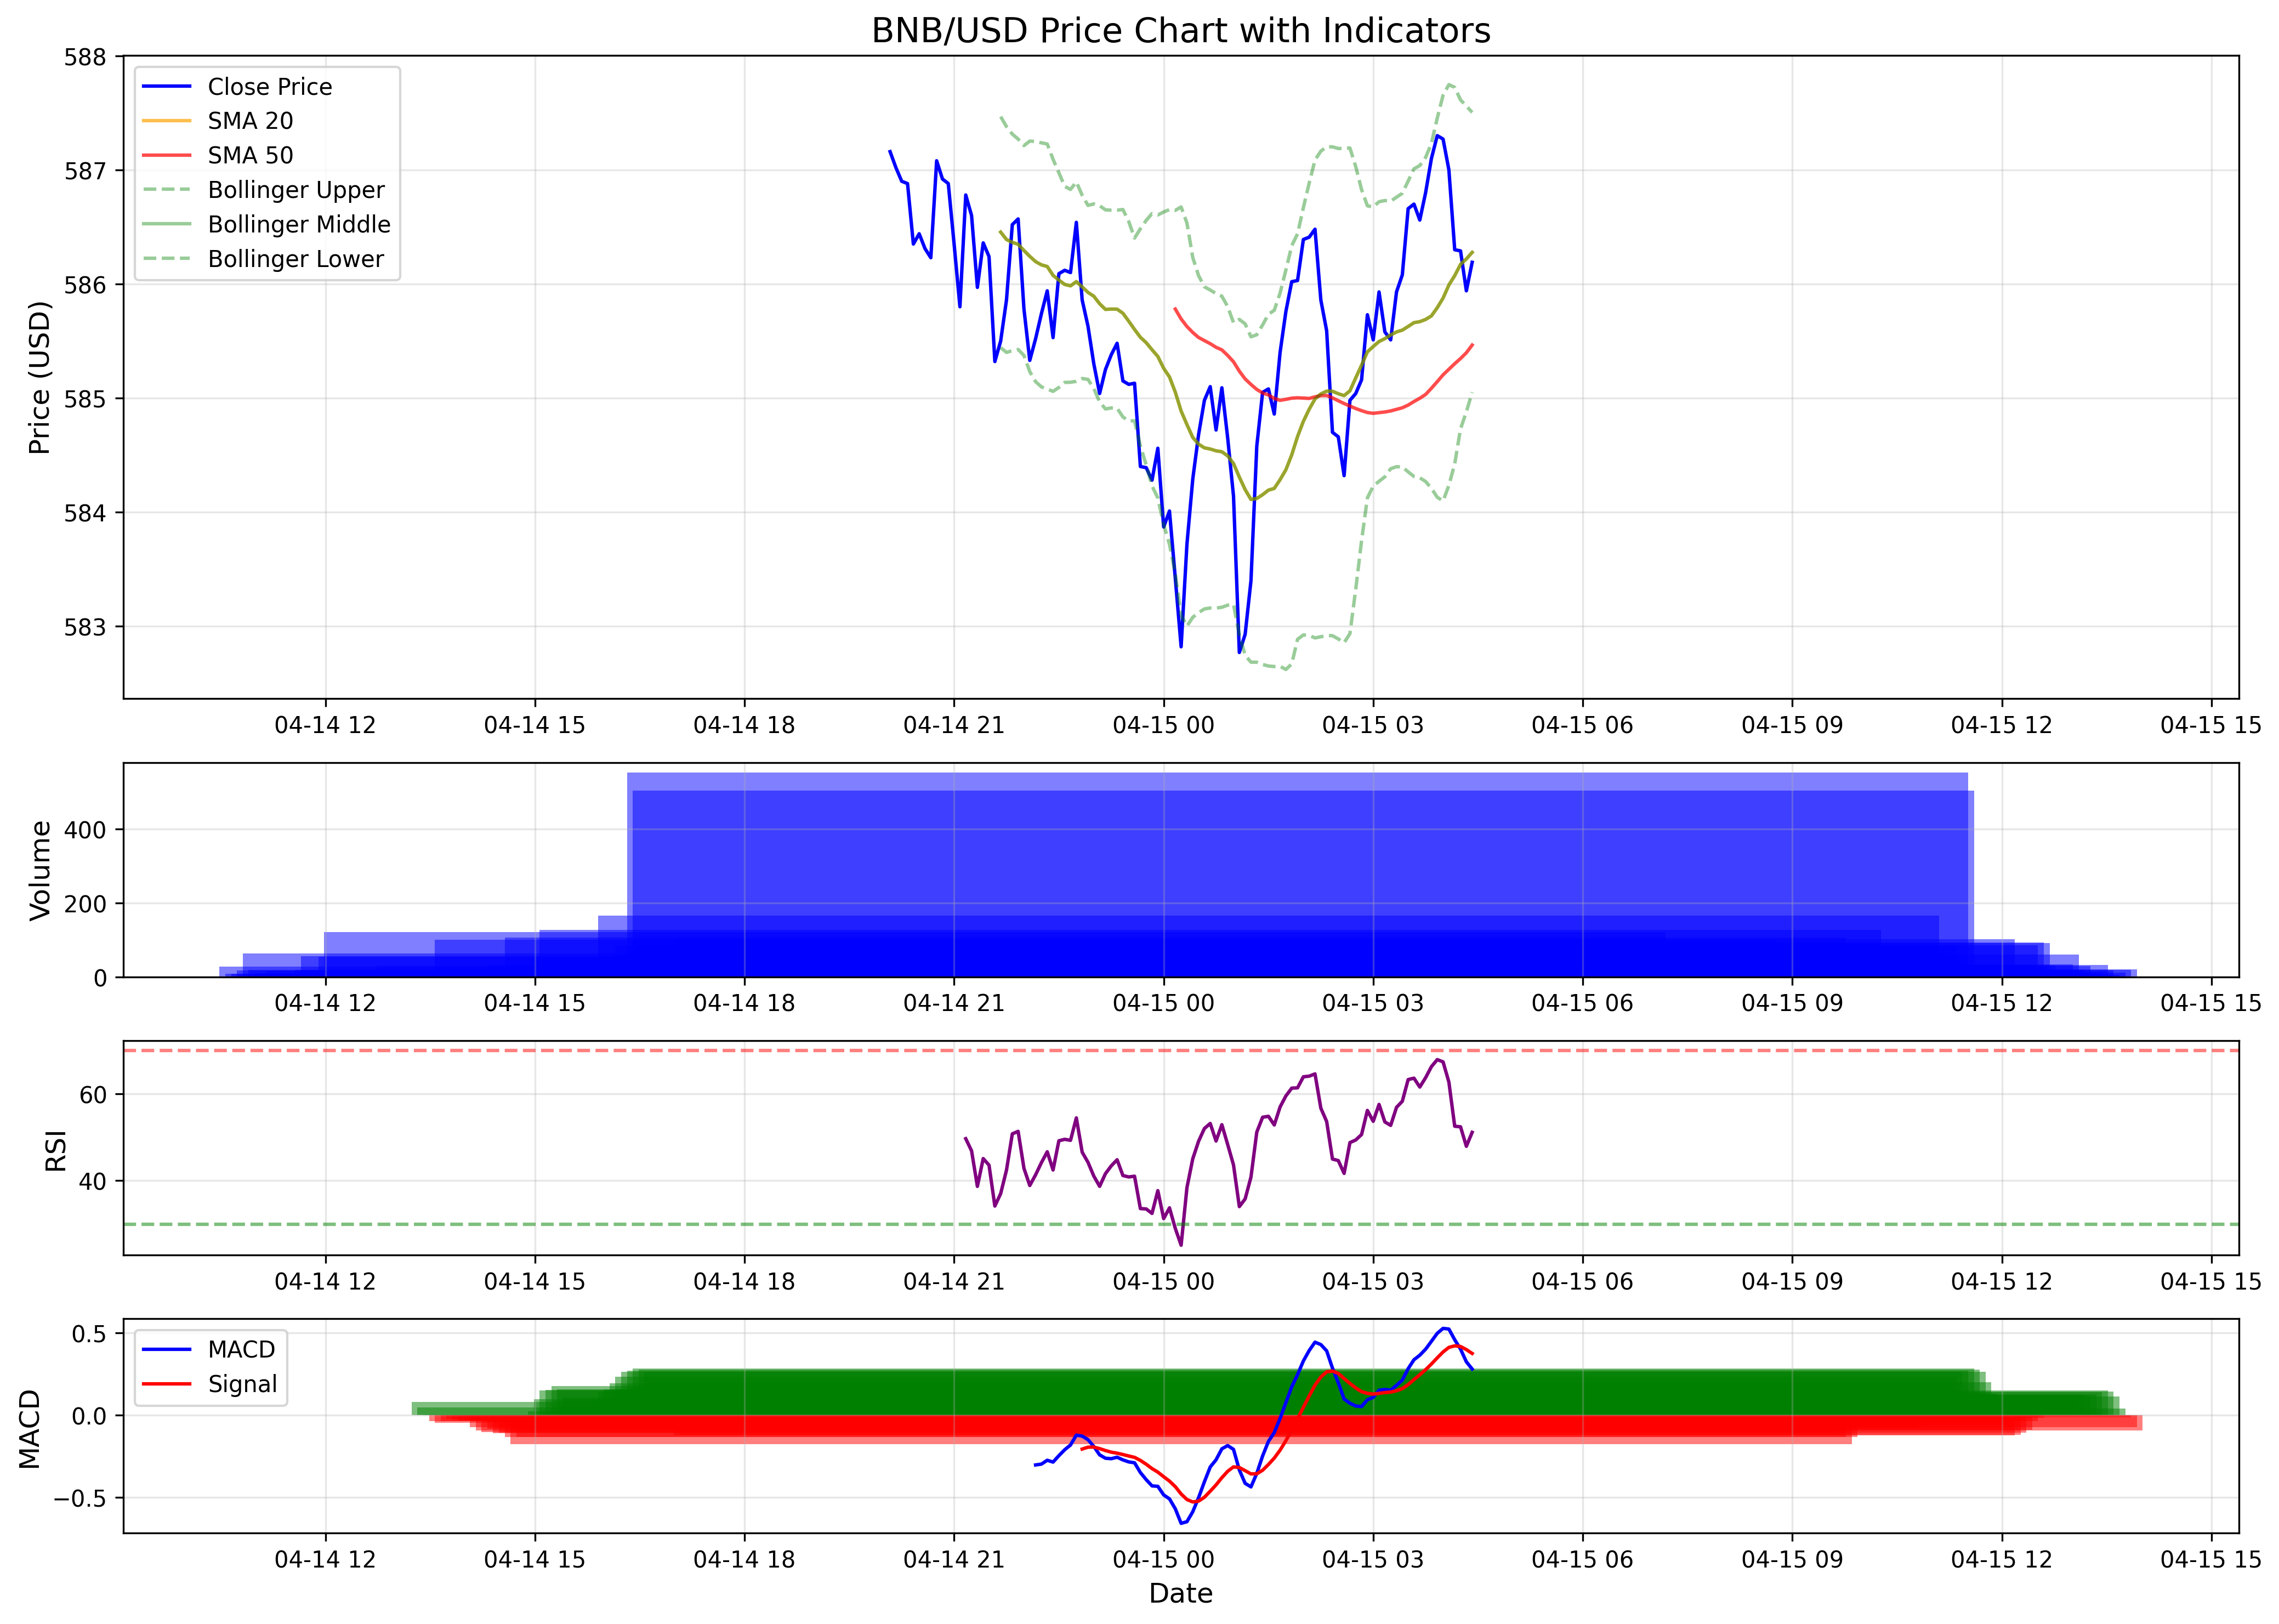 BNB/USD Price Chart with Indicators
588
587
586
585
584
583
Price (USD)
Close Price
SMA 20
SMA 50
Bollinger Upper
Bollinger Middle
Bollinger Lower
04-14 12 04-14 15 04-14 18 04-14 21 04-15 00 04-15 03 04-15 06 04-15 09 04-15 12 04-15 15
400
200
0
Volume
04-14 12 04-14 15 04-14 18 04-14 21 04-15 00 04-15 03 04-15 06 04-15 09 04-15 12 04-15 15
60
40
RSI
04-14 12 04-14 15 04-14 18 04-14 21 04-15 00 04-15 03 04-15 06 04-15 09 04-15 12 04-15 15
0.5
0.0
−0.5
MACD
MACD
Signal
04-14 12 04-14 15 04-14 18 04-14 21 04-15 00 04-15 03 04-15 06 04-15 09 04-15 12 04-15 15
Date